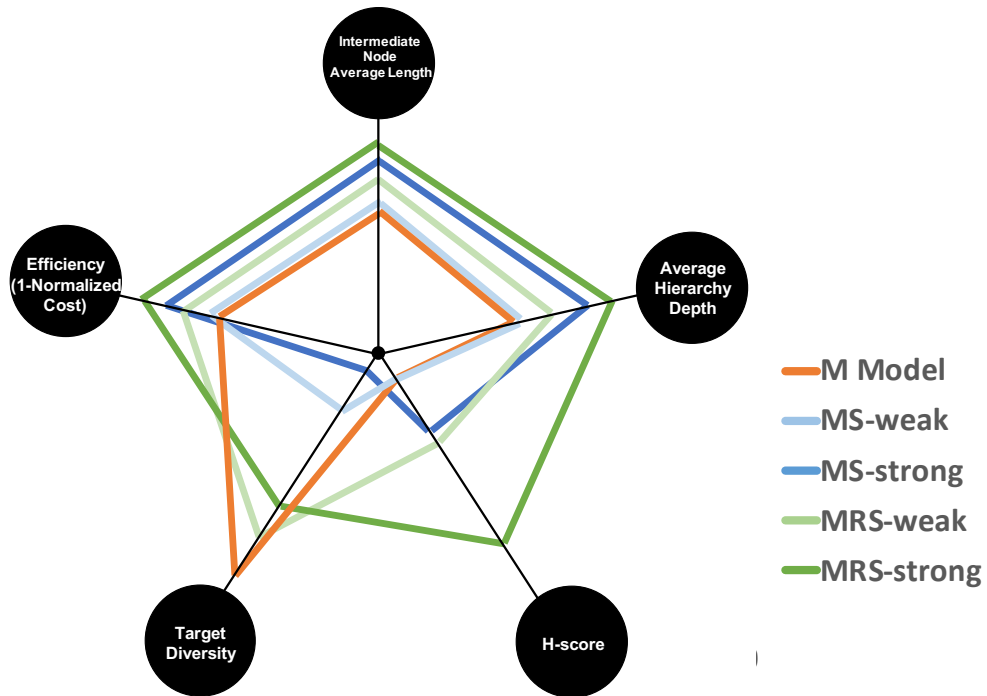 Intermediate
Node
Average Length
Efficiency
(1-Normalized
Cost)
Average
Hierarchy
Depth
Target
Diversity
H-score
M Model
MS-weak
MS-strong
MRS-weak
MRS-strong
)